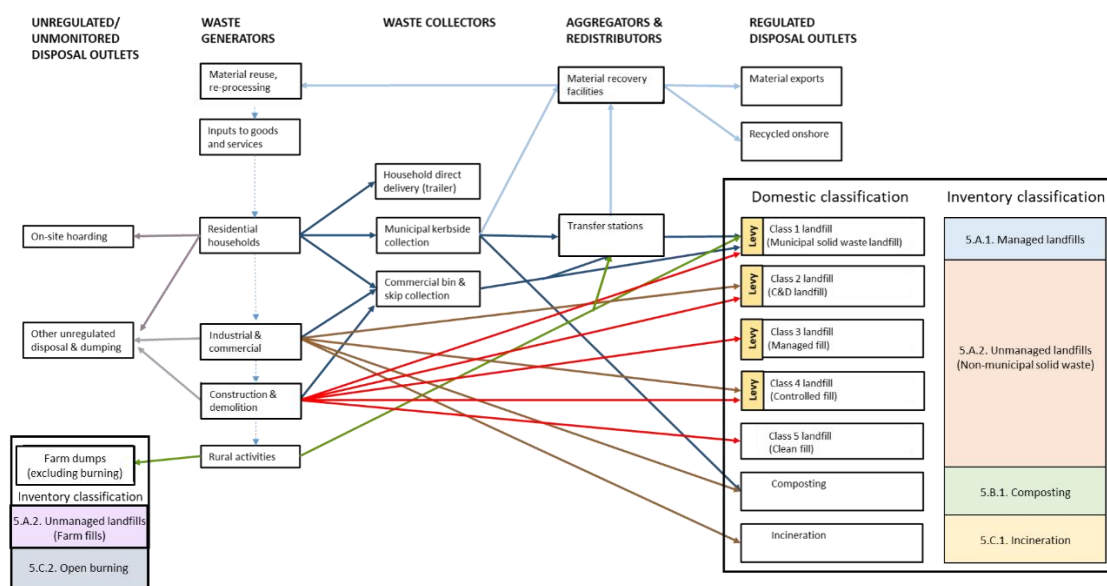 UNREGULATED/
UNMONITORED
DISPOSAL OUTLETS
WASTE
GENERATORS
WASTE COLLECTORS
AGGREGATORS &
REDISTRIBUTORS
REGULATED
DISPOSAL OUTLETS
Material reuse,
re-processing
Material recovery
facilities
Material exports
Inputs to goods
and services
Recycled onshore
Household direct
delivery (trailer)
Domestic classification
Inventory classification
On-site hoarding
Residential
households
Municipal kerbside
collection
Transfer stations
Levy
Class 1 landfill
(Municipal solid waste landfill)
5.A.1. Managed landfills
Commercial bin &
skip collection
Levy
Class 2 landfill
(C&D landfill)
Other unregulated
disposal & dumping
Industrial &
commercial
Levy
Class 3 landfill
(Managed fill)
5.A.2. Unmanaged landfills
(Non-municipal solid waste)
Construction &
demolition
Levy
Class 4 landfill
(Controlled fill)
Rural activities
Class 5 landfill
(Clean fill)
Farm dumps
(excluding burning)
Inventory classification
5.A.2. Unmanaged landfills
(Farm fills)
5.C.2. Open burning
Composting
5.B.1. Composting
Incineration
5.C.1. Incineration